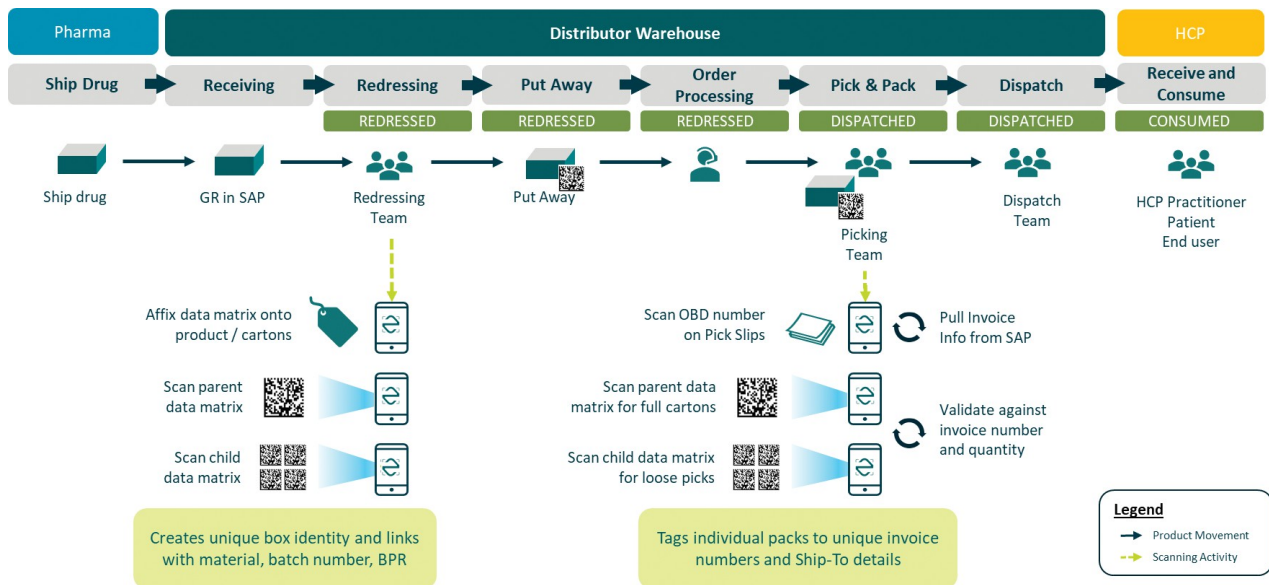 Pharma
Distributor Warehouse
HCP
Ship Drug
Receiving
Redressing
Put Away
Order
Processing
Pick & Pack
Dispatch
Receive and
Consume
REDRESSED
REDRESSED
REDRESSED
DISPATCHED
DISPATCHED
CONSUMED
Ship drug
GR in SAP
Redressing
Team
Put Away
Picking
Team
Dispatch
Team
HCP Practitioner
Patient
End user
Affix data matrix onto
product / cartons
Scan parent
data matrix
Scan child
data matrix
Creates unique box identity and links
with material, batch number, BPR
Scan OBD number
on Pick Slips
Pull Invoice
Info from SAP
Scan parent data
matrix for full cartons
Validate against
invoice number
and quantity
Scan child data matrix
for loose picks
Tags individual packs to unique invoice
numbers and Ship-To details
Legend
Product Movement
Scanning Activity